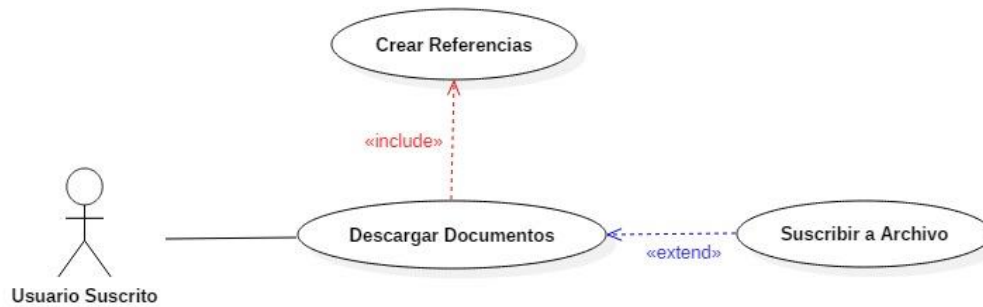 Crear Referencias
«include»
Descargar Documentos
Suscribir a Archivo
«extend»
Usuario Suscrito